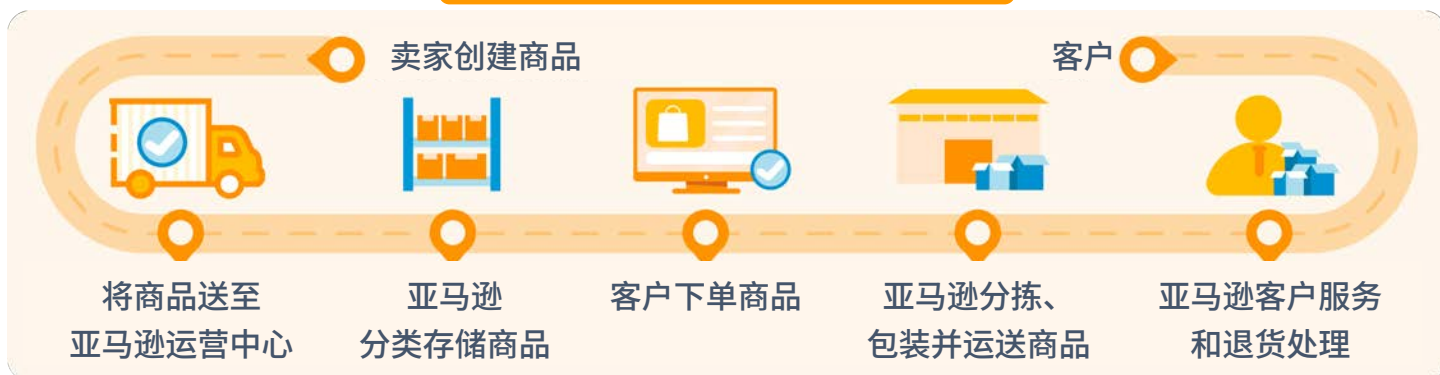 卖家创建商品
客户
将商品送至
亚马逊运营中心
亚马逊
分类存储商品
客户下单商品
亚马逊分拣、
包装并运送商品
亚马逊客户服务
和退货处理